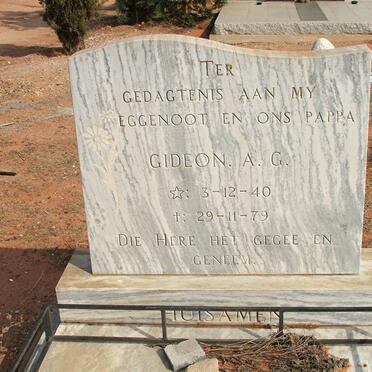 TER
GEDAGTENIS AAN MY
EGGENOOT EN ONS PAPPA
GIDEON. A. G.
☆: 3-12-40
†: 29-11-79
DIE HERE HET GEGEE EN
GENEEM.
HUISAMEN